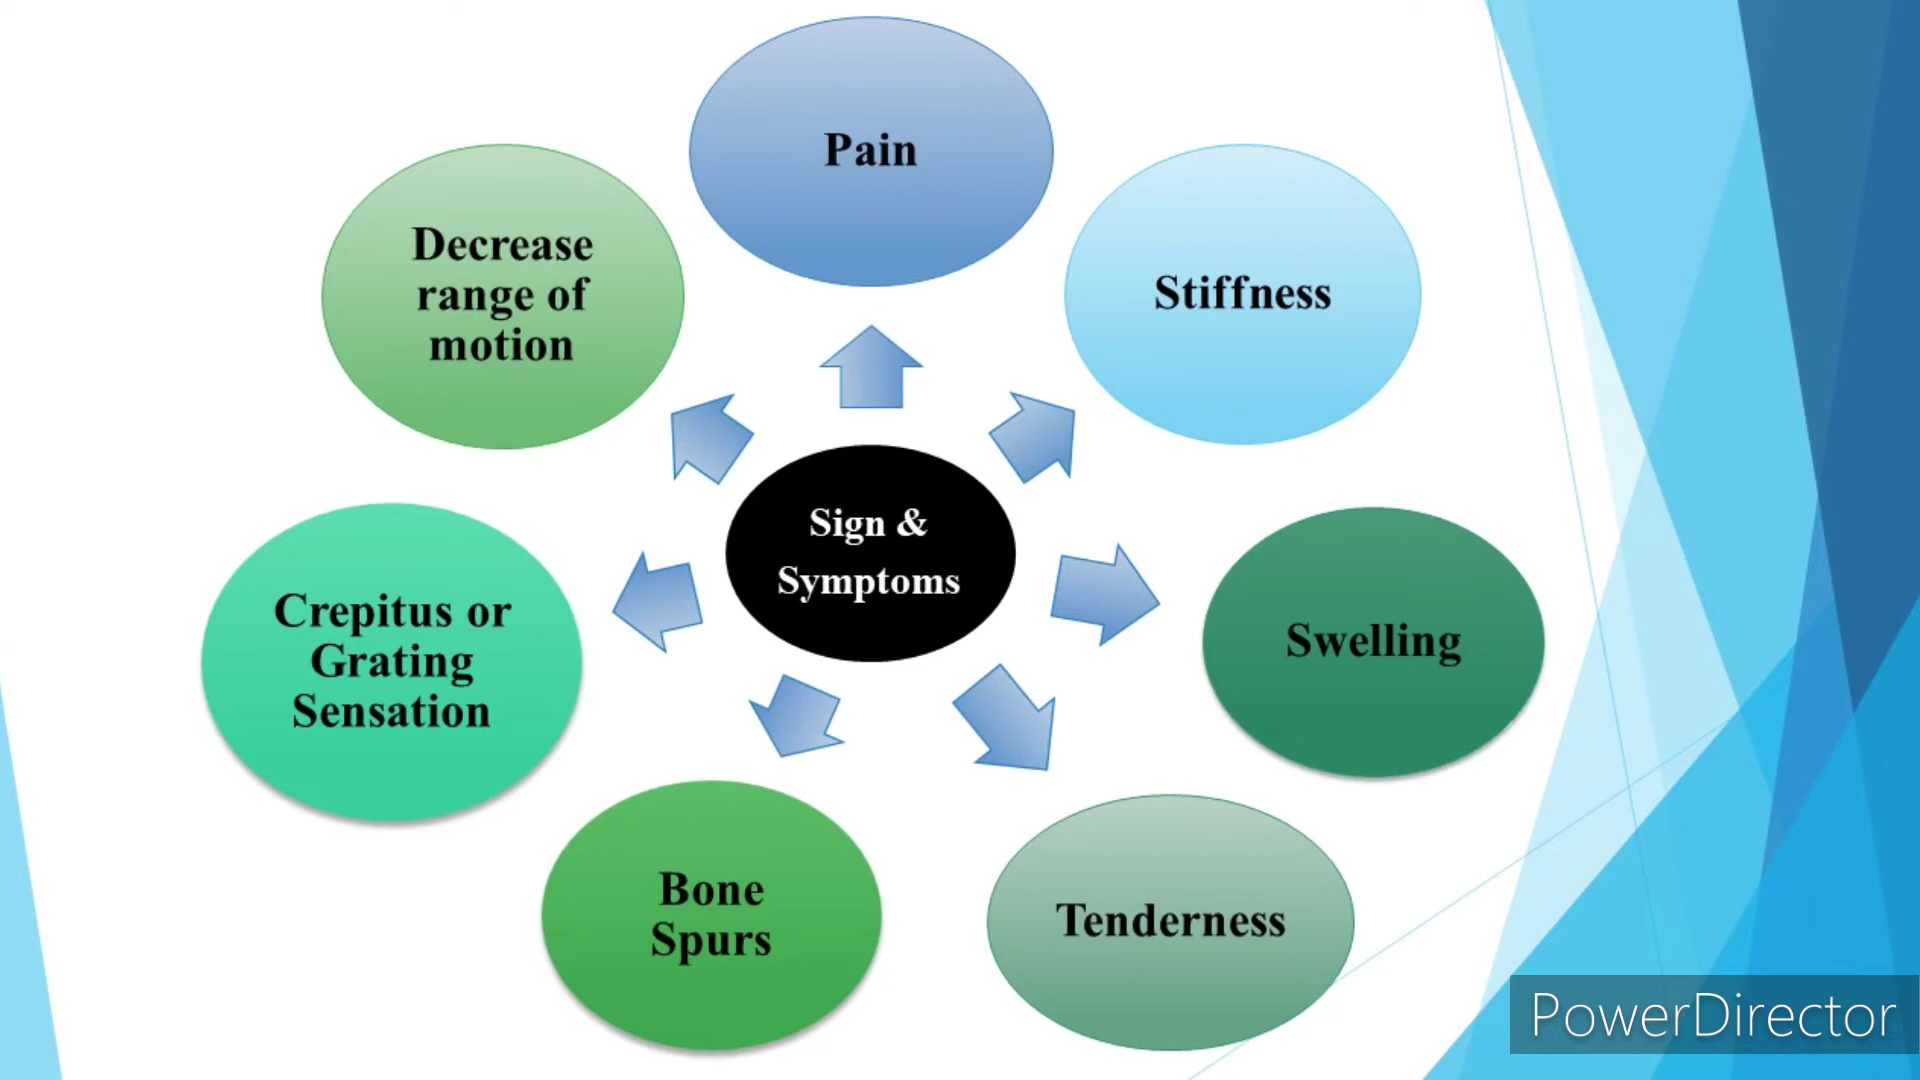 Pain
Stiffness
Swelling
Tenderness
Bone
Spurs
Crepitus or
Grating
Sensation
Decrease
range of
motion
Sign &
Symptoms
PowerDirector